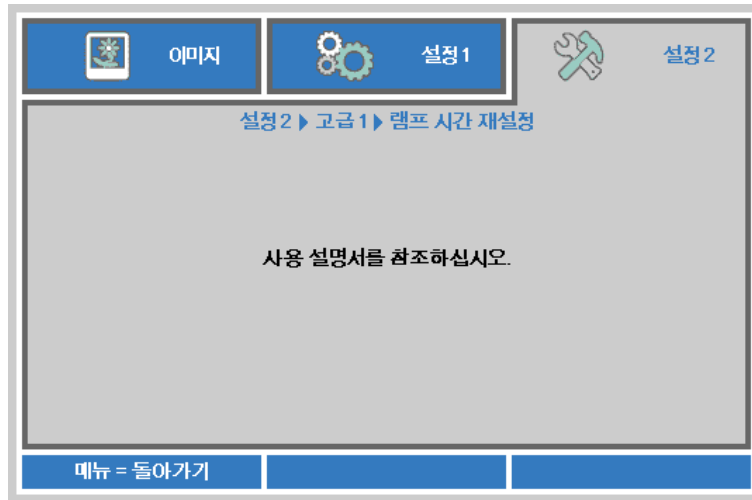 이미지
설정 1
설정 2
설정 2 ▶ 고급 1 ▶ 램프 시간 재설정
사용 설명서를 참조하십시오.
메뉴 = 돌아가기